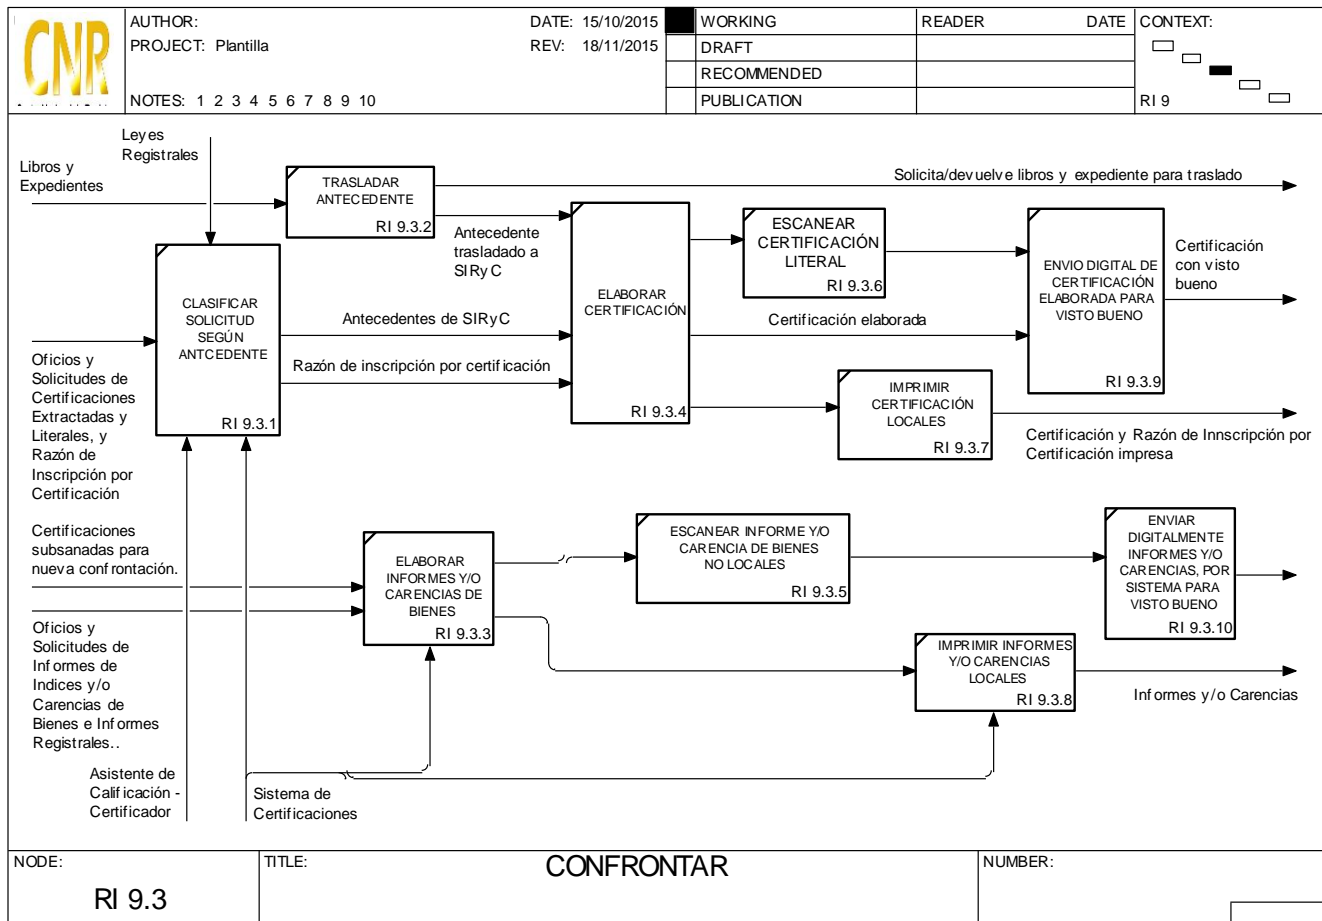 CNR
AUTHOR:
DATE: 15/10/2015
PROJECT: Plantilla
REV: 18/11/2015
NOTES: 1 2 3 4 5 6 7 8 9 10
WORKING
DRAFT
RECOMMENDED
PUBLICATION
READER
DATE
CONTEXT:
RI 9
Leyes
Registrales
Libros y
Expedientes
TRASLADAR
ANTECEDENTE
RI 9.3.2
Solicita/devuelve libros y expediente para traslado
Antecedente
trasladado a
SIRyC
CLASIFICAR
SOLICITUD
SEGÚN
ANTCEDENTE
RI 9.3.1
Antecedentes de SIRyC
Razón de inscripción por certificación
ELABORAR
CERTIFICACIÓN
RI 9.3.4
ESCANEAR
CERTIFICACIÓN
LITERAL
RI 9.3.6
Certificación elaborada
ENVIO DIGITAL DE
CERTIFICACIÓN
ELABORADA PARA
VISTO BUENO
RI 9.3.9
Certificación
con visto
bueno
IMPRIMIR
CERTIFICACIÓN
LOCALES
RI 9.3.7
Certificación y Razón de Innscripción por
Certificación impresa
Oficios y
Solicitudes de
Certificaciones
Extractadas y
Literales, y
Razón de
Inscripción por
Certificación
Certificaciones
subsanadas para
nueva confrontación.
Oficios y
Solicitudes de
Informes de
Indices y/o
Carencias de
Bienes e Informes
Registrales..
ELABORAR
INFORMES Y/O
CARENCIAS DE
BIENES
RI 9.3.3
ESCANEAR INFORME Y/O
CARENCIA DE BIENES
NO LOCALES
RI 9.3.5
ENVIAR
DIGITALMENTE
INFORMES Y/O
CARENCIAS, POR
SISTEMA PARA
VISTO BUENO
RI 9.3.10
IMPRIMIR INFORMES
Y/O CARENCIAS
LOCALES
RI 9.3.8
Informes y/o Carencias
Asistente de
Calificación -
Certificador
Sistema de
Certificaciones
NODE:
RI 9.3
TITLE:
CONFRONTAR
NUMBER: